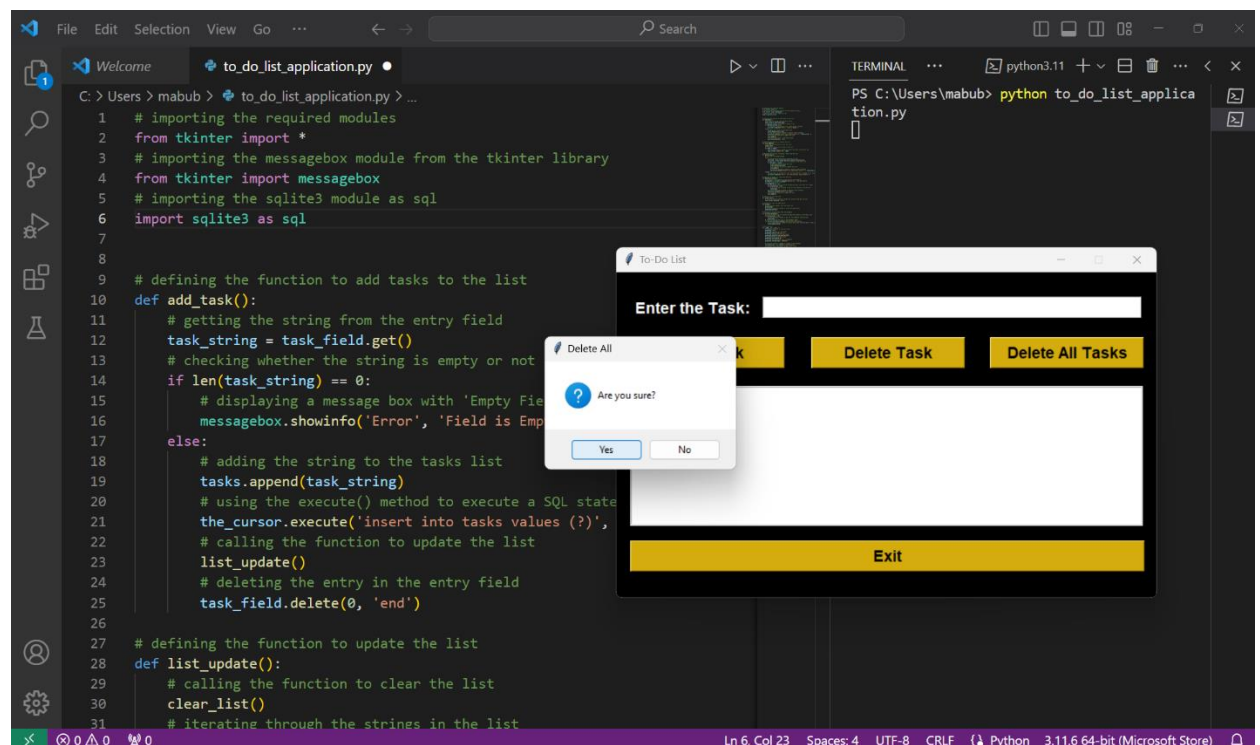 File Edit Selection View Go ··· Search
Welcome to_do_list_application.py
C: > Users > mabub > to_do_list_application.py > ...
1 # importing the required modules
2 from tkinter import *
3 # importing the messagebox module from the tkinter library
4 from tkinter import messagebox
5 # importing the sqlite3 module as sql
6 import sqlite3 as sql
7
8
9 # defining the function to add tasks to the list
10 def add_task():
11 # getting the string from the entry field
12 task_string = task_field.get()
13 # checking whether the string is empty or not
14 if len(task_string) == 0:
15 # displaying a message box with 'Empty Fie
16 messagebox.showinfo('Error', 'Field is Emp
17 else:
18 # adding the string to the tasks list
19 tasks.append(task_string)
20 # using the execute() method to execute a SQL state
21 the_cursor.execute('insert into tasks values (?)',
22 # calling the function to update the list
23 list_update()
24 # deleting the entry in the entry field
25 task_field.delete(0, 'end')
26
27 # defining the function to update the list
28 def list_update():
29 # calling the function to clear the list
30 clear_list()
31 # iterating through the strings in the list
TERMINAL ··· python3.11
PS C:\Users\mabub> python to_do_list_applica
tion.py
To-Do List
Enter the Task:
k Delete Task Delete All Tasks
Exit
Delete All
Are you sure?
Yes No
1
0 0 0 Ln 6, Col 23 Spaces: 4 UTF-8 CRLF Python 3.11.6 64-bit (Microsoft Store)